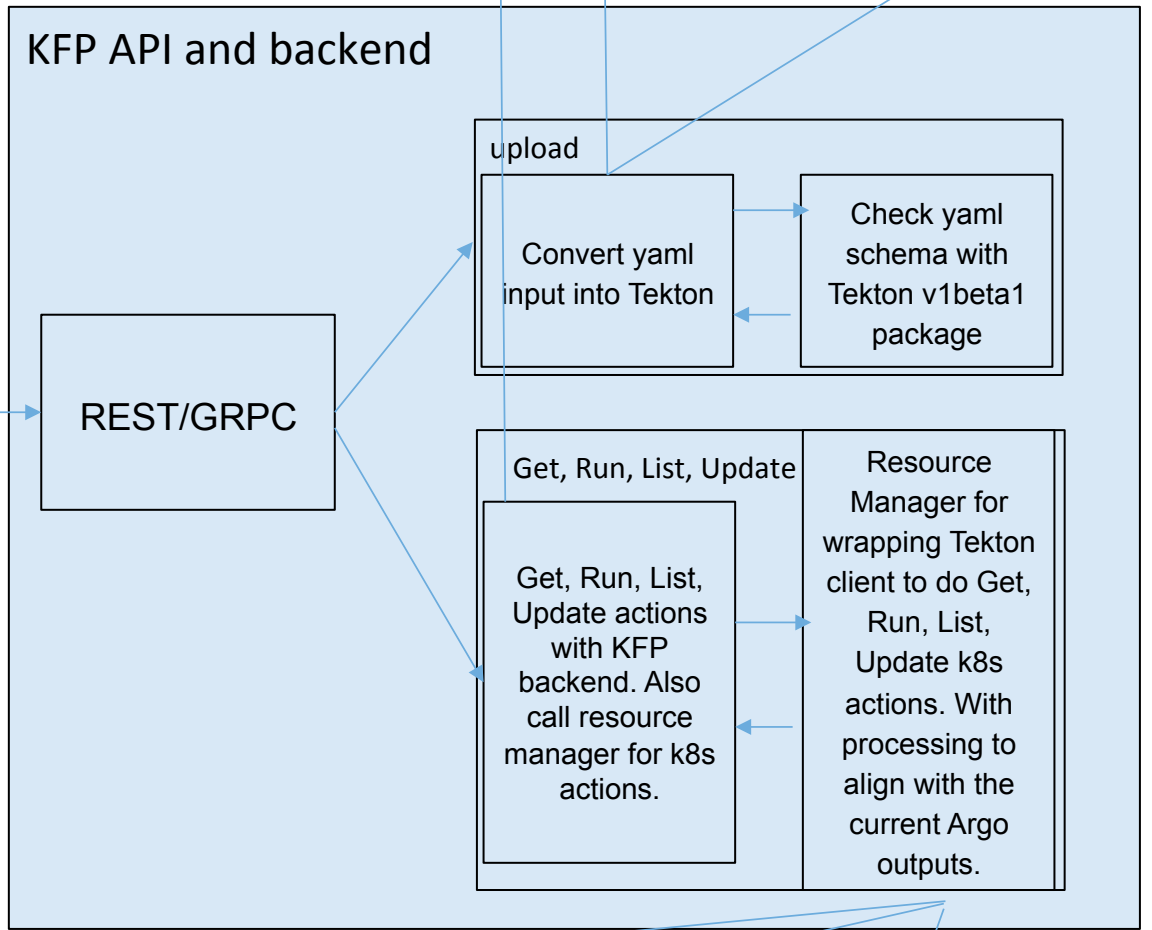 KFP API and backend
upload
Convert yaml
input into Tekton
Check yaml
schema with
Tekton v1beta1
package
REST/GRPC
Get, Run, List, Update
Get, Run, List,
Update actions
with KFP
backend. Also
call resource
manager for k8s
actions.
Resource
Manager for
wrapping Tekton
client to do Get,
Run, List,
Update k8s
actions. With
processing to
align with the
current Argo
outputs.